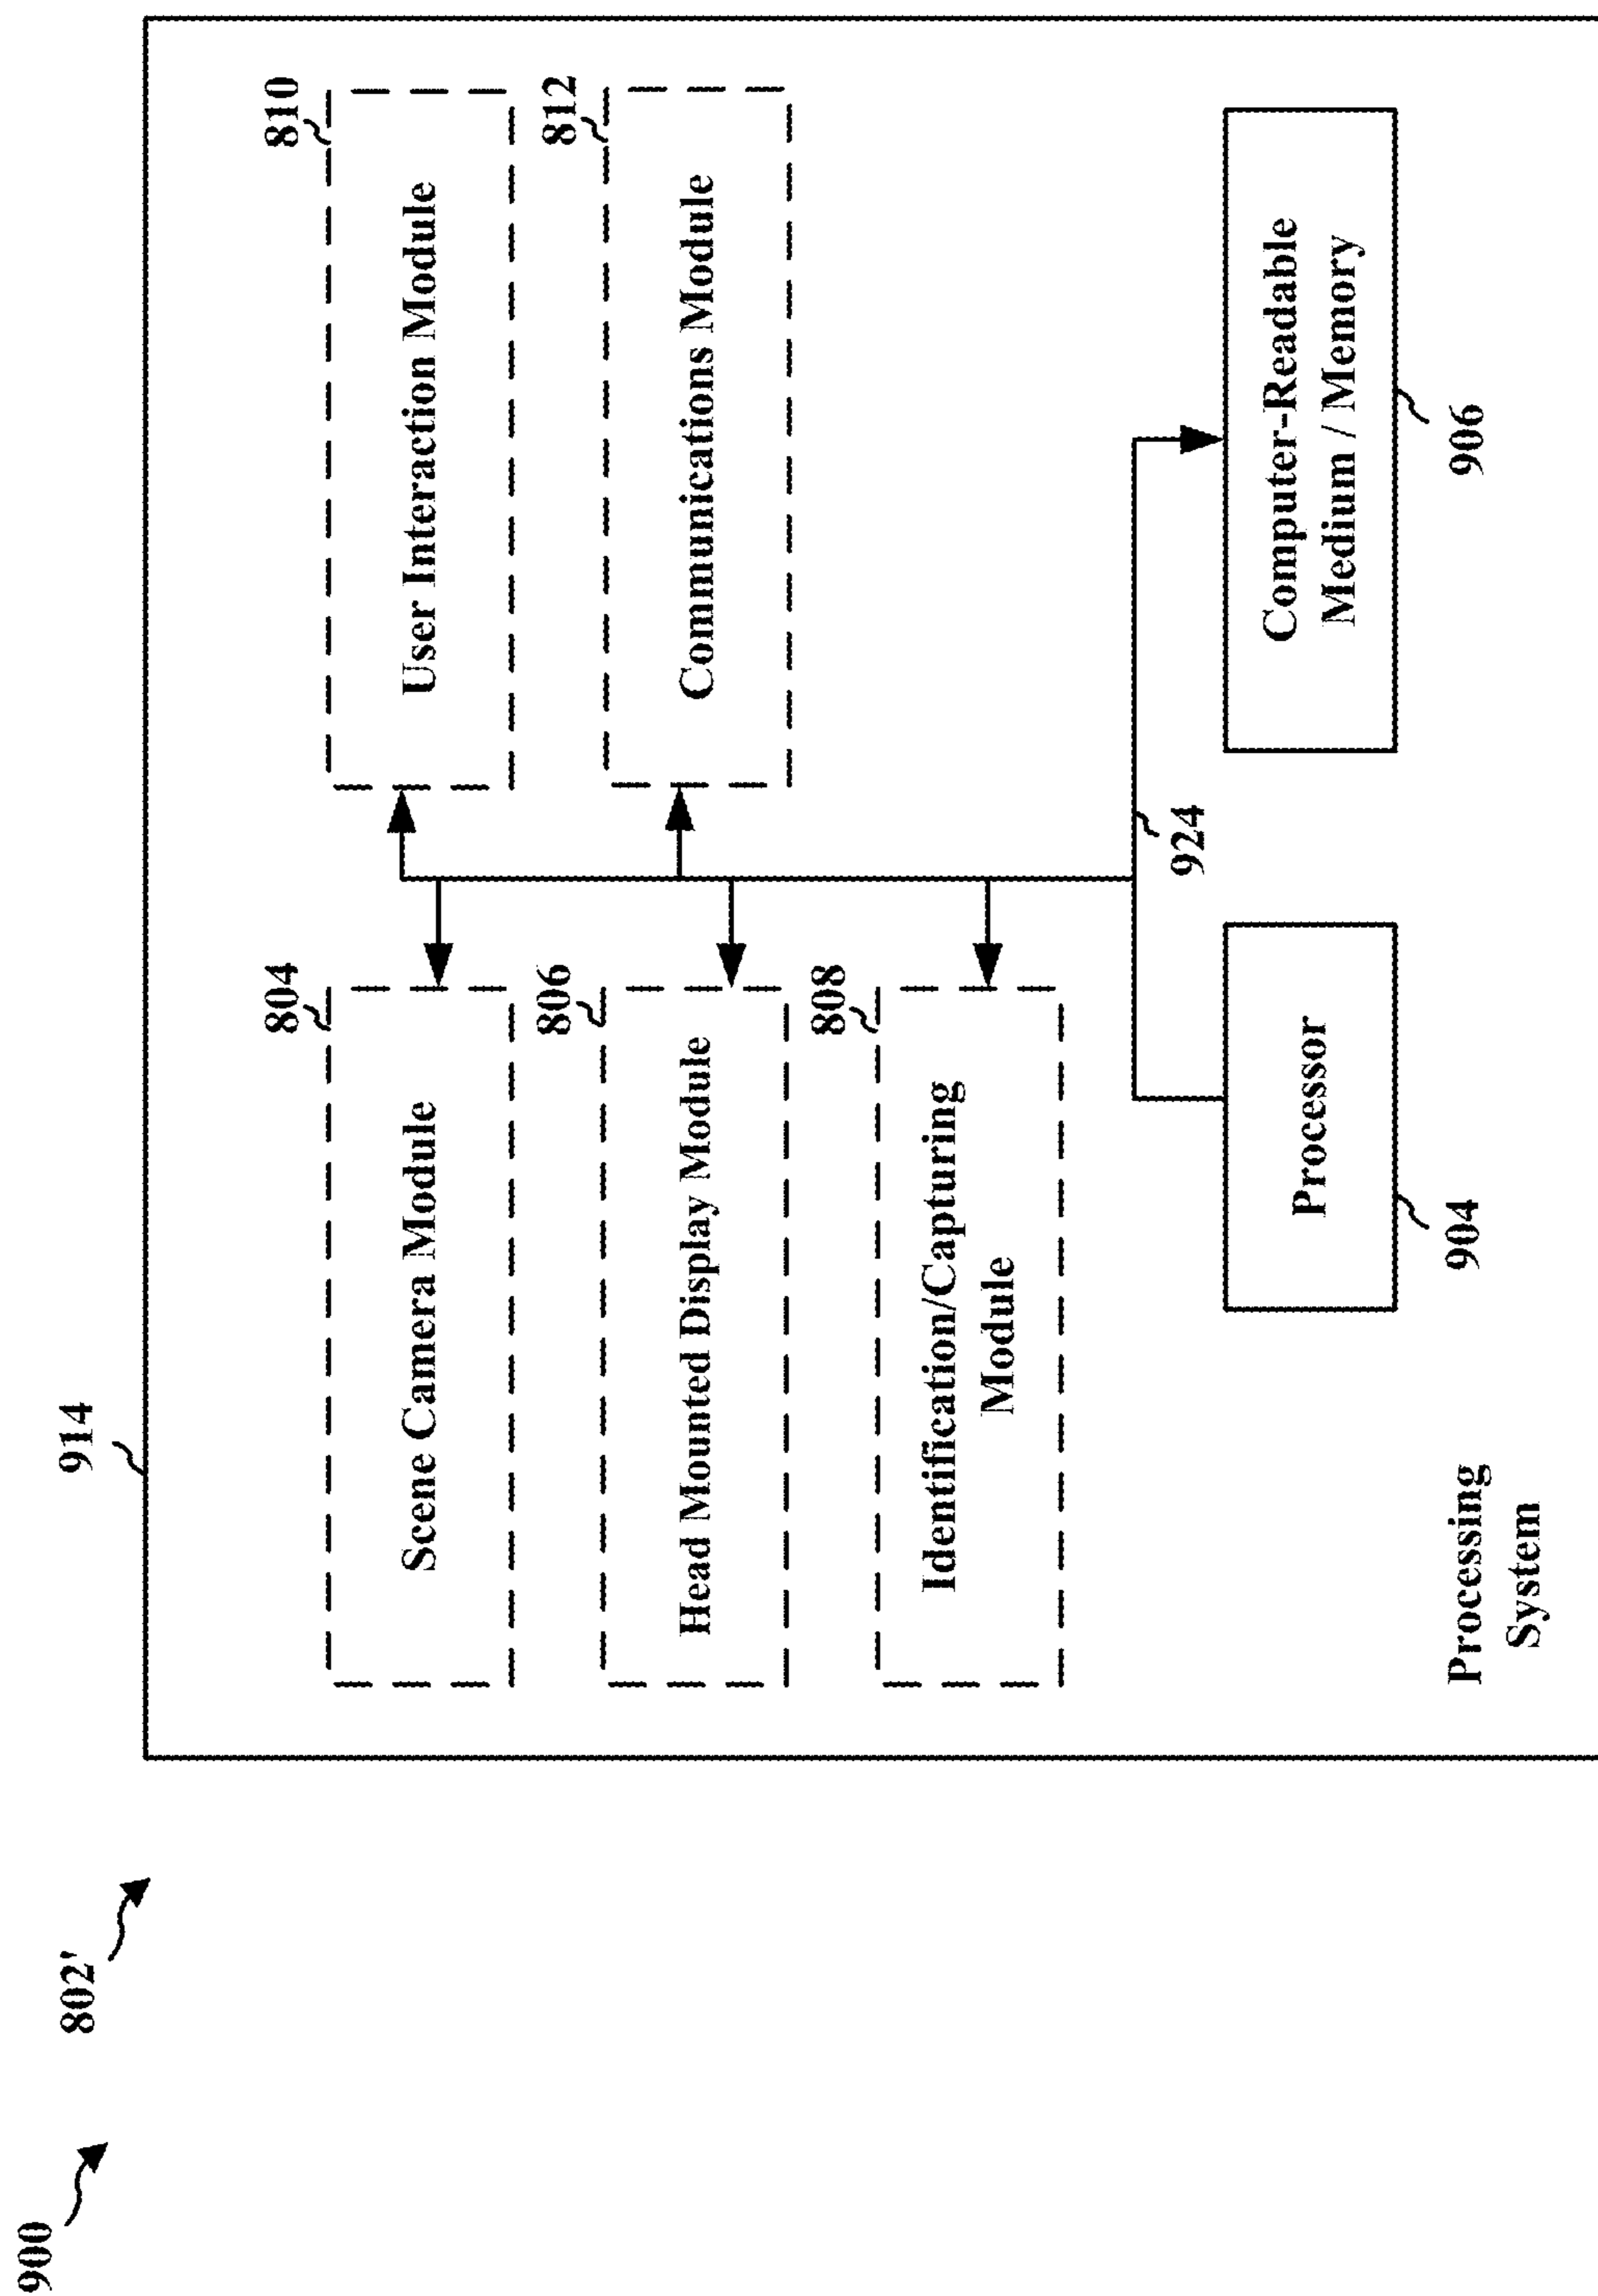 900
802'
914
804
Scene Camera Module
810
User Interaction Module
806
Head Mounted Display Module
812
Communications Module
808
Identification/Capturing
Module
924
Processor
904
Computer-Readable
Medium / Memory
906
Processing
System